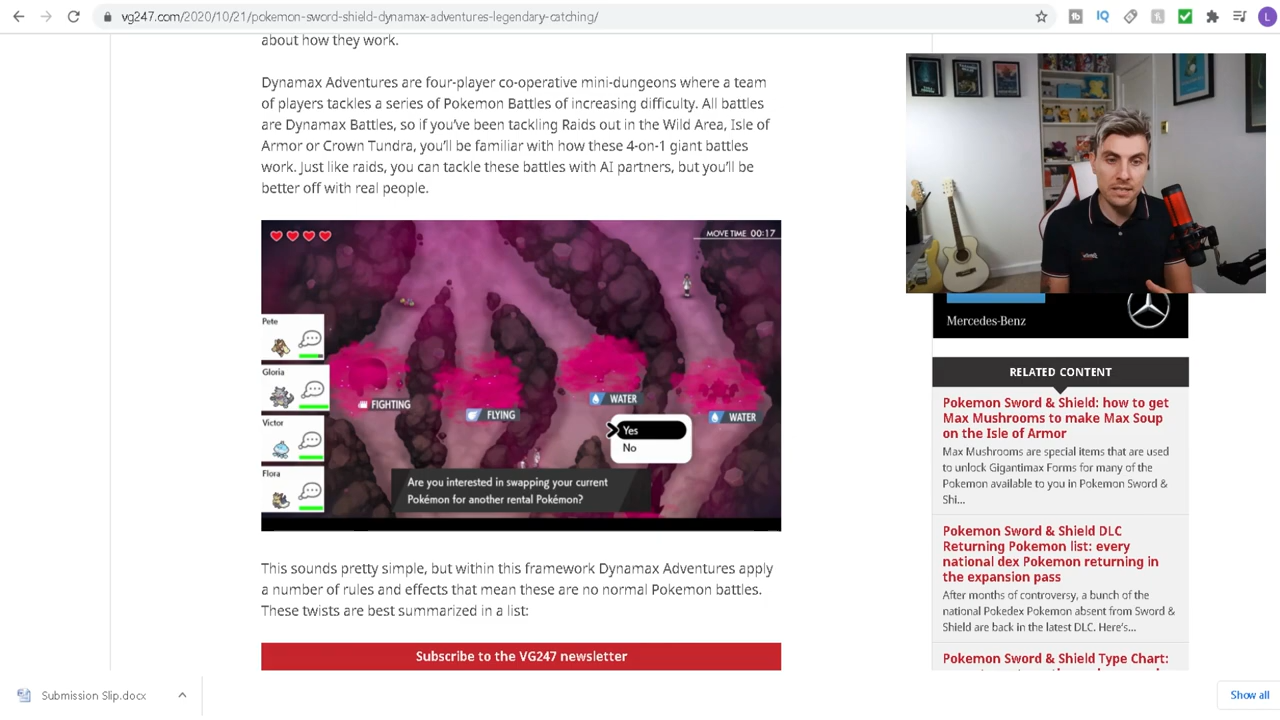 vg247.com/2020/10/21/pokemon-sword-shield-dynamax-adventures-legendary-catching/
L
about how they work.
Dynamax Adventures are four-player co-operative mini-dungeons where a team
of players tackles a series of Pokemon Battles of increasing difficulty. All battles
are Dynamax Battles, so if you've been tackling Raids out in the Wild Area, Isle of
Armor or Crown Tundra, you'll be familiar with how these 4-on-1 giant battles
work. Just like raids, you can tackle these battles with AI partners, but you'll be
better off with real people.
MOVE TIME 00:17
Pete
Gloria
Victor
Flora
FIGHTING
FLYING
WATER
WATER
Yes
No
Are you interested in swapping your current
Pokémon for another rental Pokémon?
This sounds pretty simple, but within this framework Dynamax Adventures apply
a number of rules and effects that mean these are no normal Pokemon battles.
These twists are best summarized in a list:
Subscribe to the VG247 newsletter
Mercedes-Benz
RELATED CONTENT
Pokemon Sword & Shield: how to get
Max Mushrooms to make Max Soup
on the Isle of Armor
Max Mushrooms are special items that are used
to unlock Gigantimax Forms for many of the
Pokemon available to you in Pokemon Sword &
Shi...
Pokemon Sword & Shield DLC
Returning Pokemon list: every
national dex Pokemon returning in
the expansion pass
After months of controversy, a bunch of the
national Pokedex Pokemon absent from Sword &
Shield are back in the latest DLC. Here's...
Pokemon Sword & Shield Type Chart:
Submission Slip.docx
Show all